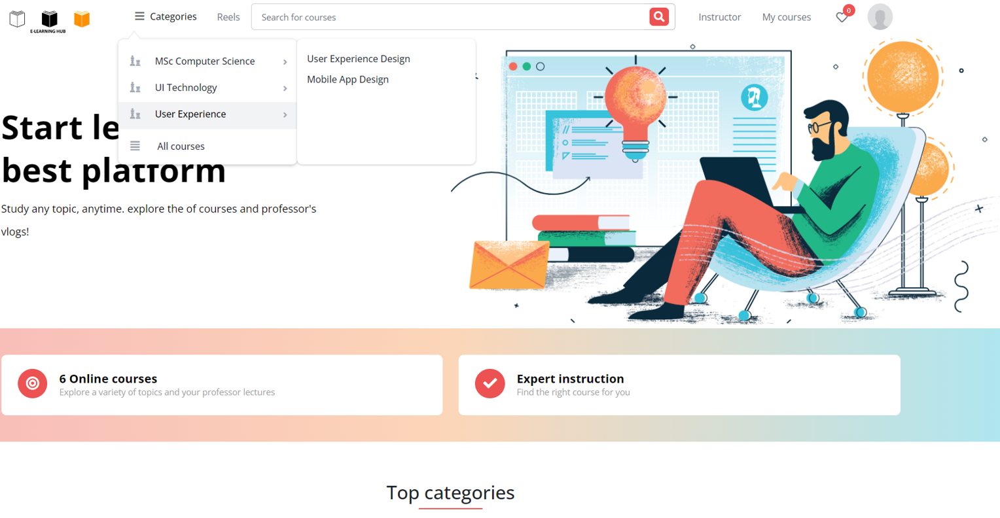 E-LEARNING HUB
Categories
Reels
Search for courses
Instructor
My courses
0
MSc Computer Science
UI Technology
User Experience
All courses
User Experience Design
Mobile App Design
Start le
best platform
Study any topic, anytime. explore the of courses and professor's
vlogs!
6 Online courses
Explore a variety of topics and your professor lectures
Expert instruction
Find the right course for you
Top categories